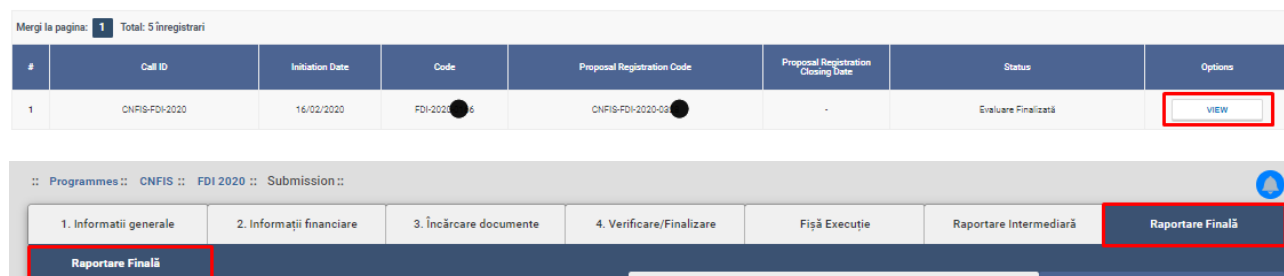 Mergi la pagina: 1 Total: 5 înregistrari
# Call ID Initiation Date Code Proposal Registration Code Proposal Registration Closing Date Status Options
1 CNFIS-FDI-2020 16/02/2020 FDI-2020 6 CNFIS-FDI-2020-03 - Evaluare Finalizată VIEW
:: Programmes :: CNFIS :: FDI 2020 :: Submission ::
1. Informatii generale 2. Informații financiare 3. Încărcare documente 4. Verificare/Finalizare Fișă Execuție Raportare Intermediară Raportare Finală
Raportare Finală